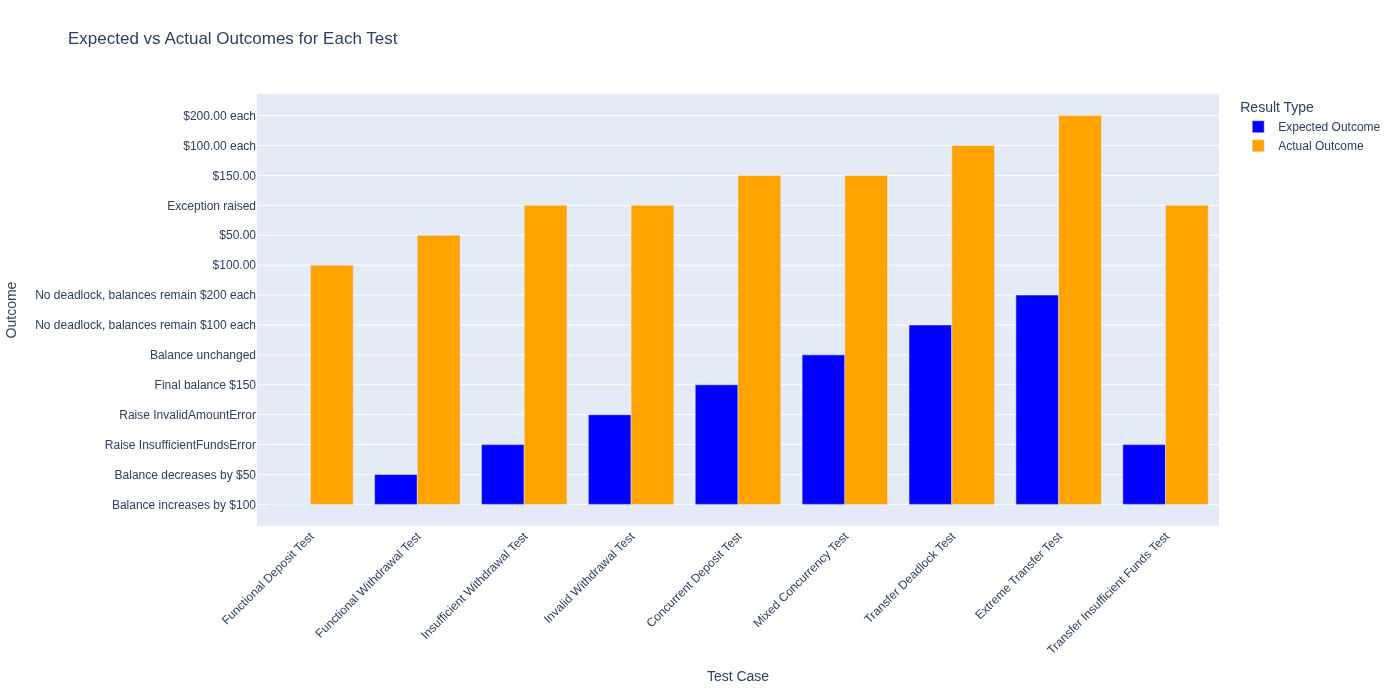 Expected vs Actual Outcomes for Each Test
Result Type
Expected Outcome
Actual Outcome
Outcome
$200.00 each
$100.00 each
$150.00
Exception raised
$50.00
$100.00
No deadlock, balances remain $200 each
No deadlock, balances remain $100 each
Balance unchanged
Final balance $150
Raise InvalidAmountError
Raise InsufficientFundsError
Balance decreases by $50
Balance increases by $100
Functional Deposit Test
Functional Withdrawal Test
Insufficient Withdrawal Test
Invalid Withdrawal Test
Concurrent Deposit Test
Mixed Concurrency Test
Transfer Deadlock Test
Extreme Transfer Test
Transfer Insufficient Funds Test
Test Case